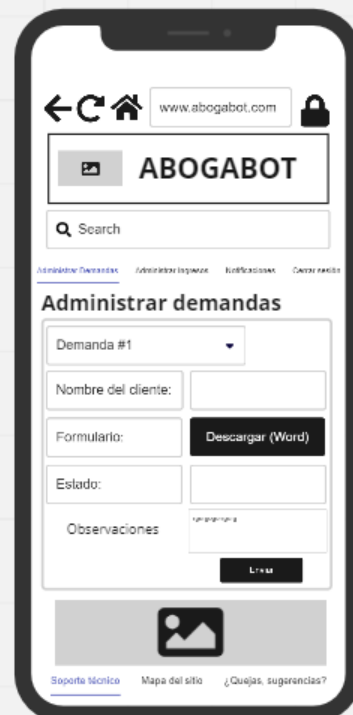 www.abogabot.com
ABOGABOT
Search
Administrar Demandas Administrar ingresos Notificaciones Cerrar sesión
Administrar demandas
Demanda #1
Nombre del cliente:
Formulario: Descargar (Word)
Estado:
Observaciones
Enviar
Soporte técnico Mapa del sitio ¿Quejas, sugerencias?